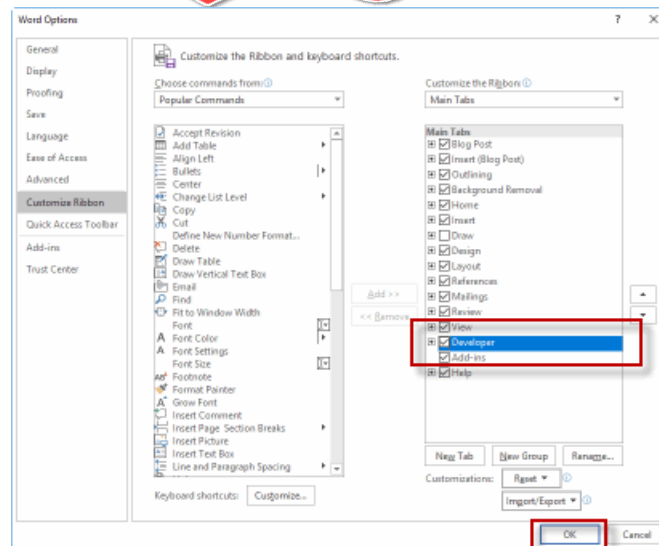 Word Options
General
Display
Proofing
Save
Language
Ease of Access
Advanced
Customize Ribbon
Quick Access Toolbar
Add-ins
Trust Center
Customize the Ribbon and keyboard shortcuts.
Choose commands from:
Popular Commands
Accept Revision
Add Table
Align Left
Bullets
Center
Change List Level
Copy
Cut
Define New Number Format...
Delete
Draw Table
Draw Vertical Text Box
Email
Find
Fit to Window Width
Font
Font Color
Font Settings
Font Size
Footnote
Format Painter
Grow Font
Insert Comment
Insert Page Section Breaks
Insert Picture
Insert Text Box
Line and Paragraph Spacing
Keyboard shortcuts: Customize...
Add >>
<< Remove
Customize the Ribbon:
Main Tabs
Main Tabs
Blog Post
Insert (Blog Post)
Outlining
Background Removal
Home
Insert
Draw
Design
Layout
References
Mailings
Review
View
Developer
Add-ins
Help
New Tab New Group Rename...
Customizations: Reset
Import/Export
OK Cancel